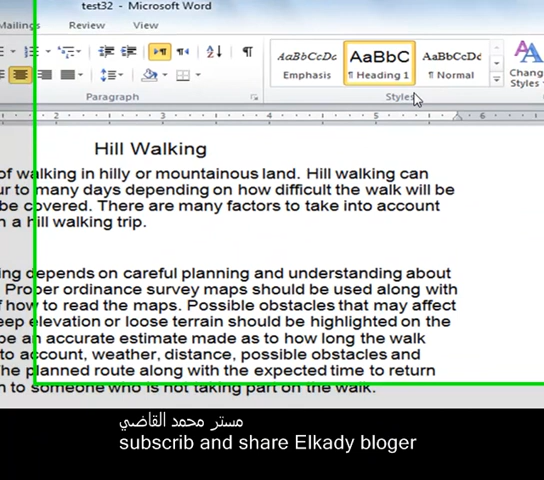 test32 - Microsoft Word
Mailings Review View
AaBbCcDc AaBbC AaBbCcDc
Emphasis ¶ Heading 1 ¶ Normal Change
Styles
Paragraph Styles
2 3 4 5 6
Hill Walking
of walking in hilly or mountainous land. Hill walking can
ur to many days depending on how difficult the walk will be
be covered. There are many factors to take into account
n a hill walking trip.
ing depends on careful planning and understanding about
Proper ordinance survey maps should be used along with
f how to read the maps. Possible obstacles that may affect
eep elevation or loose terrain should be highlighted on the
be an accurate estimate made as to how long the walk
to account, weather, distance, possible obstacles and
he planned route along with the expected time to return
n to someone who is not taking part on the walk.
مستر محمد القاضي
subscrib and share Elkady bloger